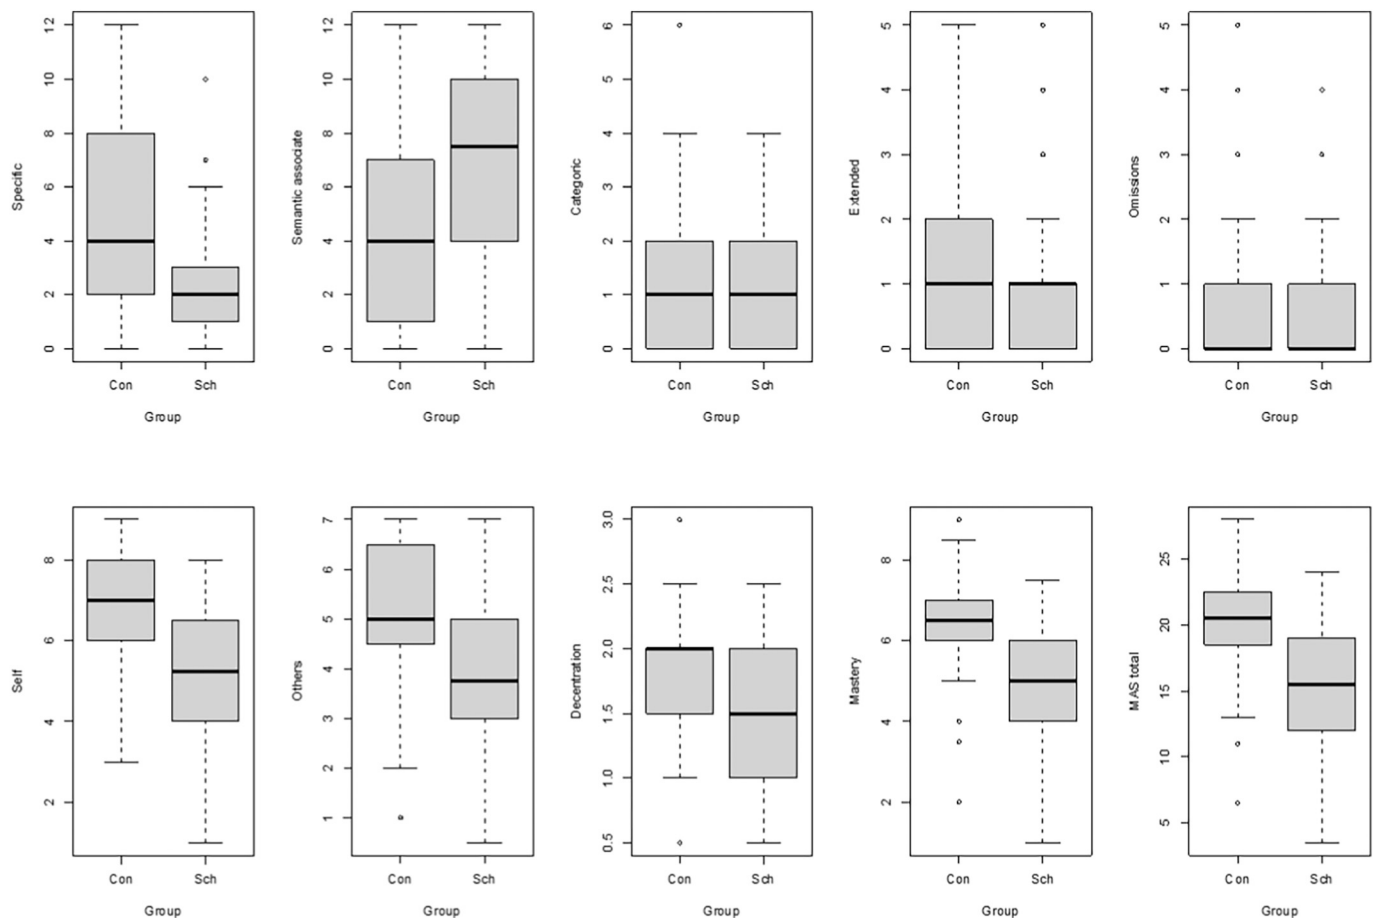 Specific
12
10
8
6
4
2
0
Con Sch
Group
Semantic associate
12
10
8
6
4
2
0
Con Sch
Group
Categoric
6
5
4
3
2
1
0
Con Sch
Group
Extended
5
4
3
2
1
0
Con Sch
Group
Omissions
5
4
3
2
1
0
Con Sch
Group
Self
8
6
4
2
Con Sch
Group
Others
7
6
5
4
3
2
1
Con Sch
Group
Decentration
3.0
2.5
2.0
1.5
1.0
0.5
Con Sch
Group
Mastery
8
6
4
2
Con Sch
Group
MAS total
25
20
15
10
5
Con Sch
Group